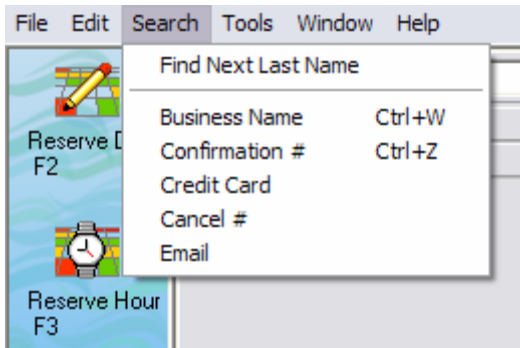 File Edit Search Tools Window Help
Find Next Last Name
Business Name Ctrl+W
Confirmation # Ctrl+Z
Credit Card
Cancel #
Email
Reserve
F2
Reserve Hour
F3